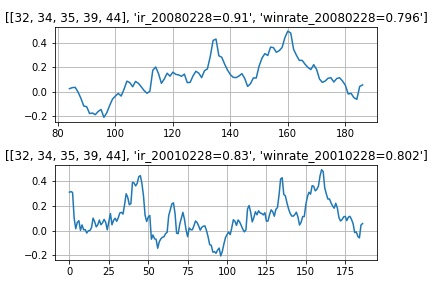 [[32, 34, 35, 39, 44], 'ir_20080228=0.91', 'winrate_20080228=0.796']
0.4
0.2
0.0
−0.2
80 100 120 140 160 180
[[32, 34, 35, 39, 44], 'ir_20010228=0.83', 'winrate_20010228=0.802']
0.4
0.2
0.0
−0.2
0 25 50 75 100 125 150 175